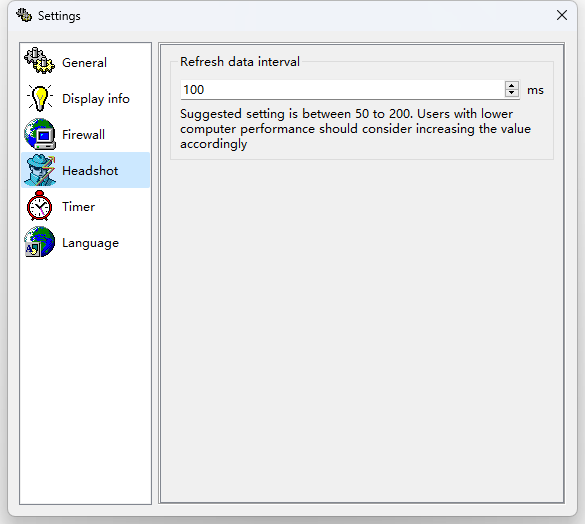 Settings
General
Display info
Firewall
Headshot
Timer
Language
Refresh data interval
100
ms
Suggested setting is between 50 to 200. Users with lower
computer performance should consider increasing the value
accordingly